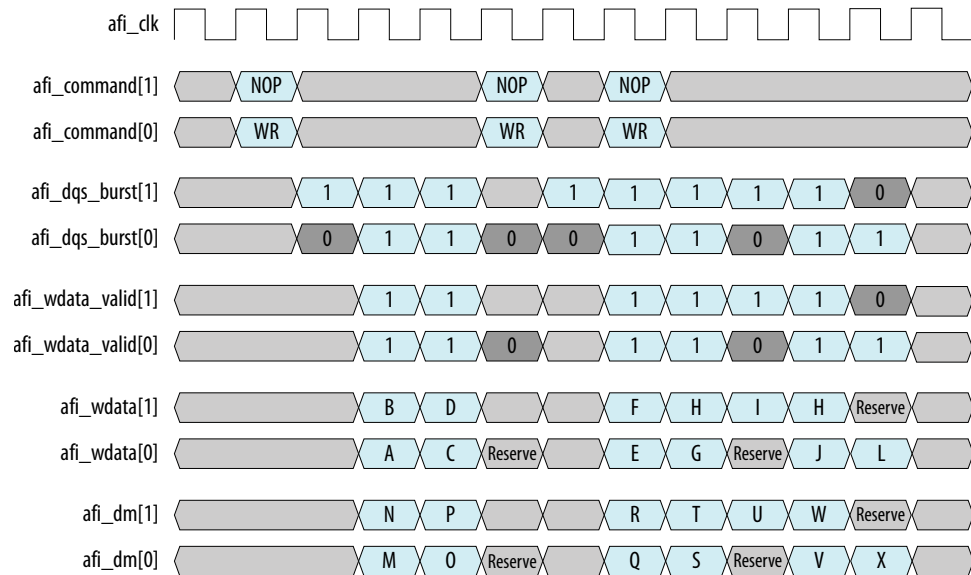 afi_clk
afi_command[1] NOP NOP NOP
afi_command[0] WR WR WR
afi_dqs_burst[1] 1 1 1 1 1 1 1 1 0
afi_dqs_burst[0] 0 1 1 0 0 1 1 0 1 1
afi_wdata_valid[1] 1 1 1 1 1 1 0
afi_wdata_valid[0] 1 1 0 1 1 0 1 1
afi_wdata[1] B D F H I H Reserve
afi_wdata[0] A C Reserve E G Reserve J L
afi_dm[1] N P R T U W Reserve
afi_dm[0] M O Reserve Q S Reserve V X